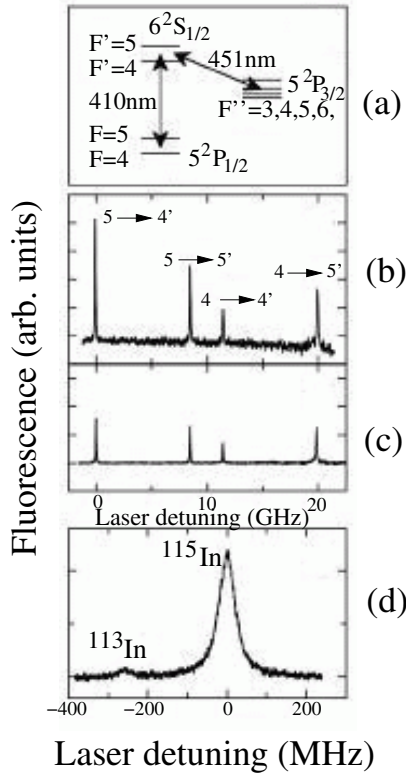 6²S₁/₂
F'=5
F'=4
451nm
5²P₃/₂
F''=3,4,5,6,
410nm
F=5
F=4
5²P₁/₂
(a)
Fluorescence (arb. units)
5 → 4'
5 → 5'
4 → 5'
4 → 4'
(b)
(c)
0 10 20
Laser detuning (GHz)
¹¹⁵In
¹¹³In
(d)
−400 −200 0 200
Laser detuning (MHz)